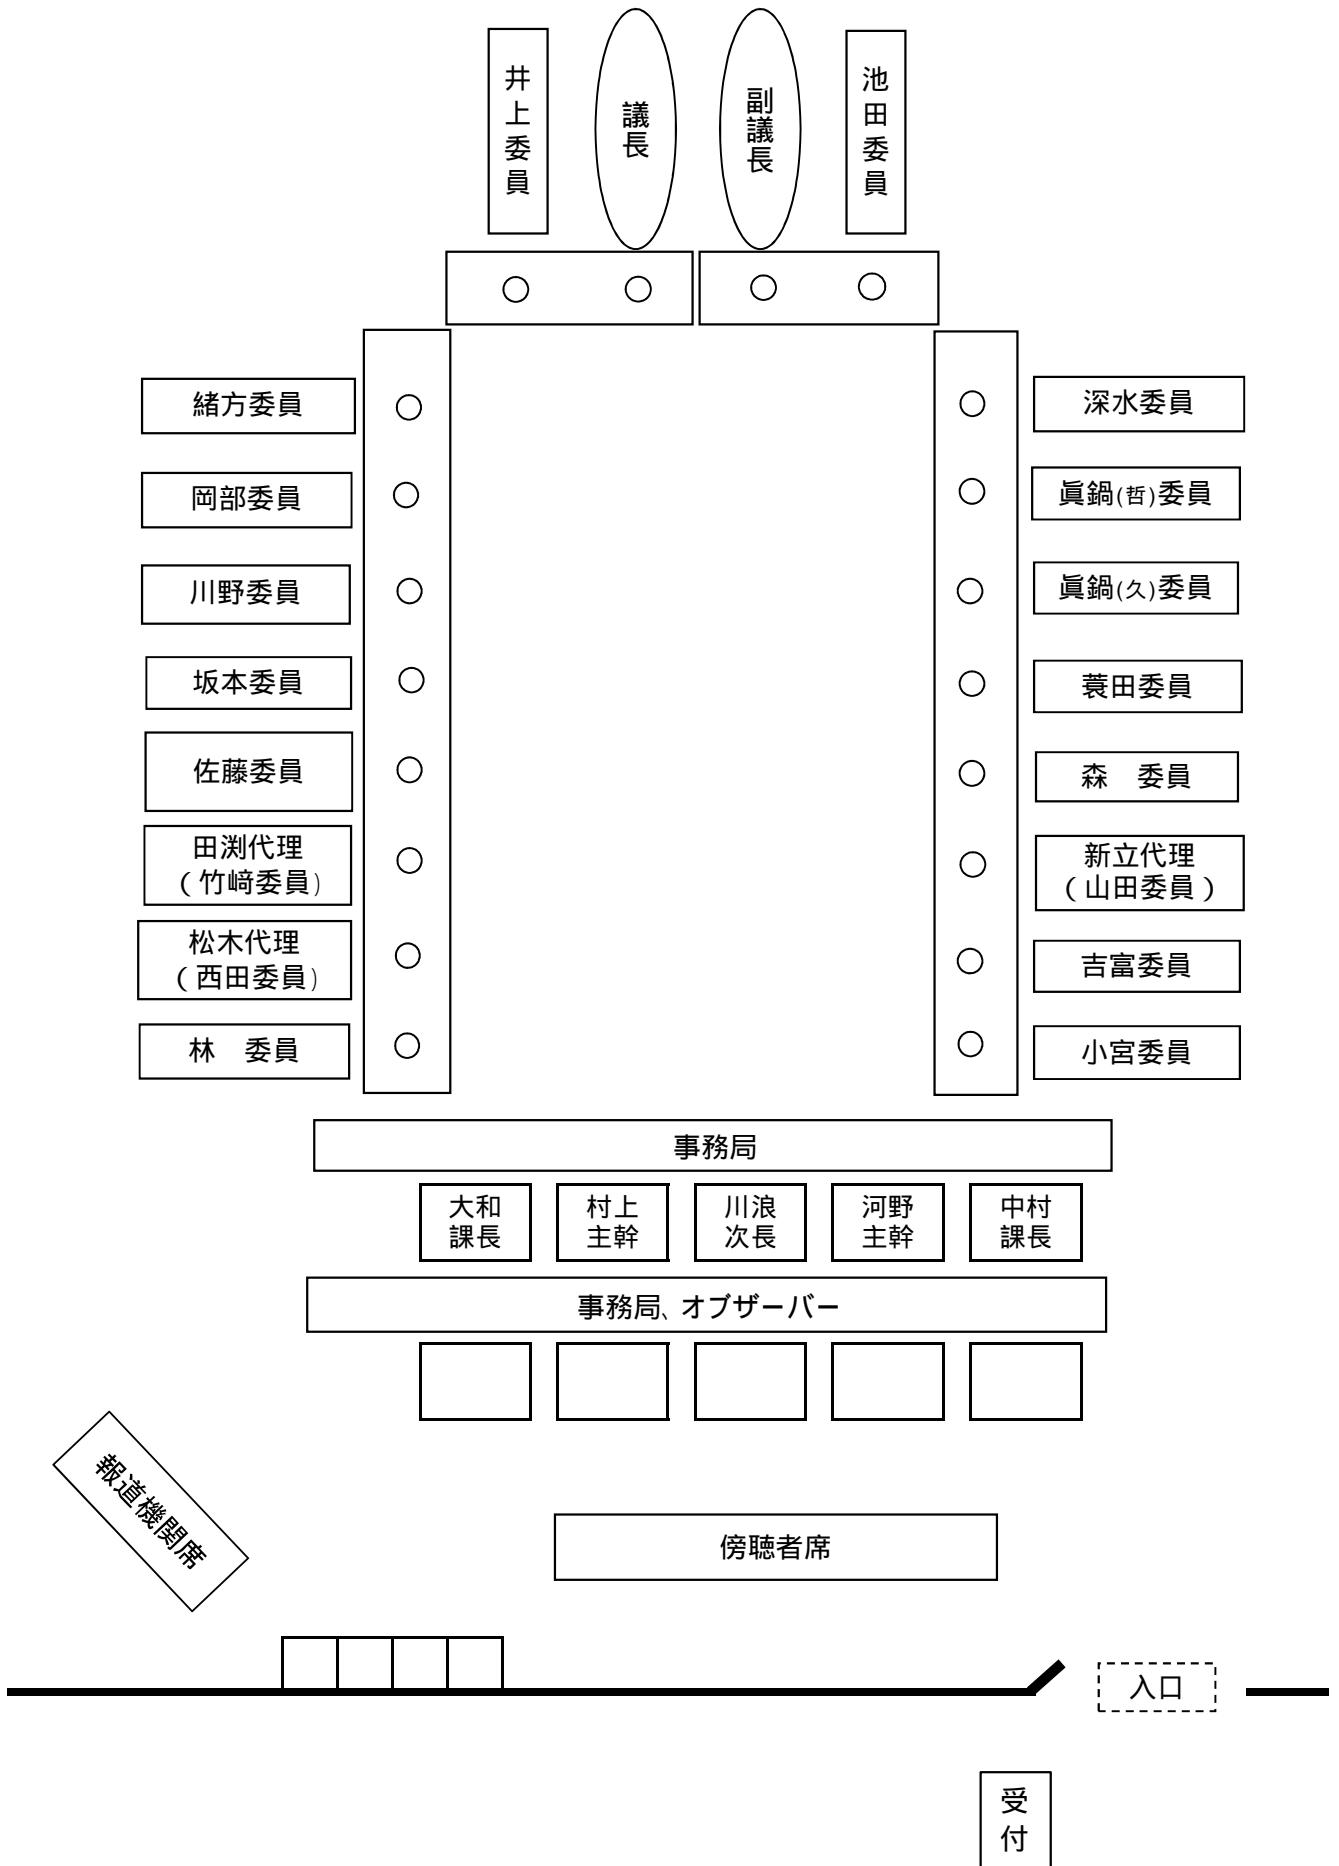 井上委員
議長
副議長
池田委員
緒方委員
深水委員
岡部委員
眞鍋(哲)委員
川野委員
眞鍋(久)委員
坂本委員
蓑田委員
佐藤委員
森　委員
田渕代理
（竹﨑委員）
新立代理
（山田委員）
松木代理
（西田委員）
吉富委員
林　委員
小宮委員
事務局
大和
課長
村上
主幹
川浪
次長
河野
主幹
中村
課長
事務局、オブザーバー
報道機関席
傍聴者席
入口
受付